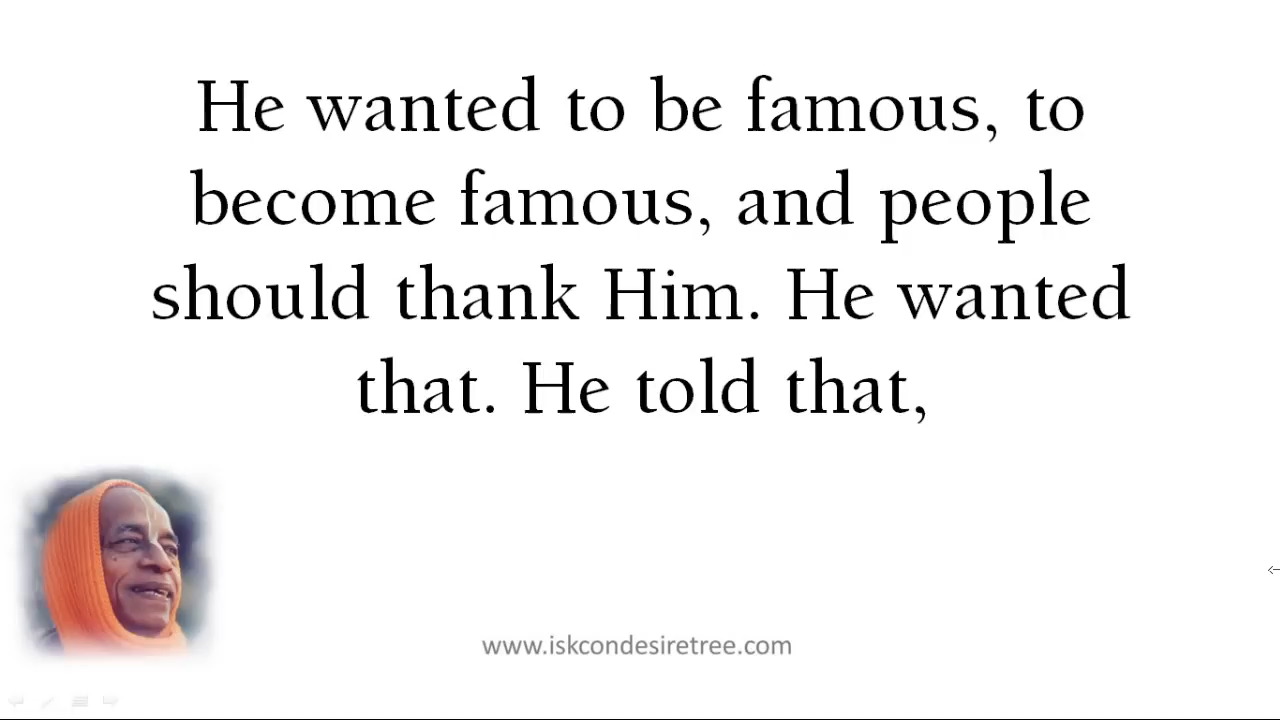 He wanted to be famous, to
become famous, and people
should thank Him. He wanted
that. He told that,
www.iskcondesiretree.com